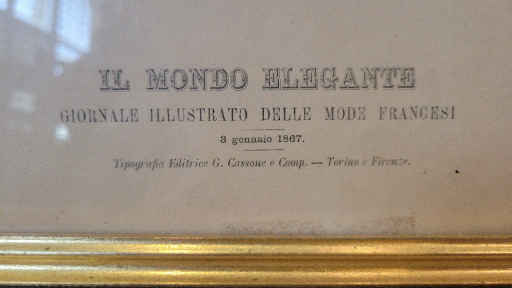 IL MONDO ELEGANTE
GIORNALE ILLUSTRATO DELLE MODE FRANCESI
3 gennaio 1867.
Tipografia Editrice G. Cassone e Comp. — Torino e Firenze.